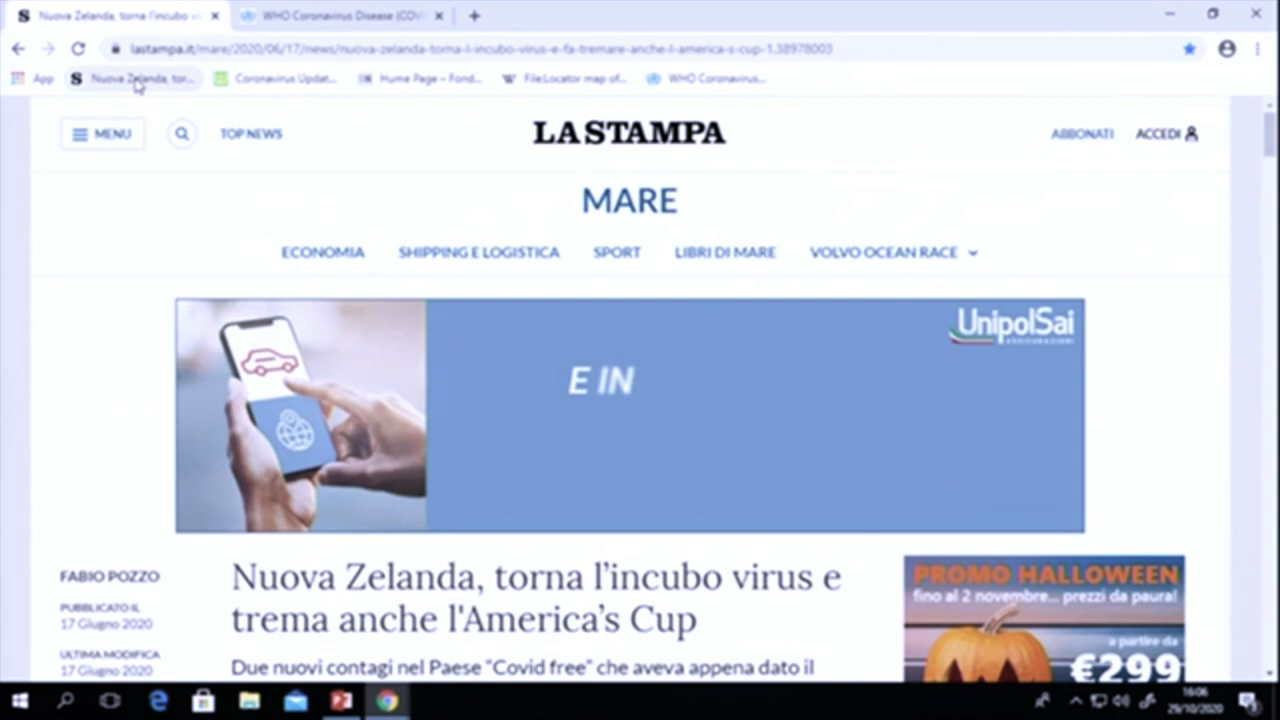 Nuova Zelanda, torna l'incubo vi
WHO Coronavirus Disease (COVI
lastampa.it/mare/2020/06/17/news/nuova-zelanda-torna-l-incubo-virus-e-fa-tremare-anche-l-america-s-cup-1.38978003
App
Nuova Zelanda, tor...
Coronavirus Updat...
Home Page – Fond...
File:Locator map of...
WHO Coronavirus...
MENU
TOP NEWS
LA STAMPA
ABBONATI
ACCEDI
MARE
ECONOMIA
SHIPPING E LOGISTICA
SPORT
LIBRI DI MARE
VOLVO OCEAN RACE
UnipolSai
ASSICURAZIONI
E IN
FABIO POZZO
PUBBLICATO IL
17 Giugno 2020
ULTIMA MODIFICA
17 Giugno 2020
Nuova Zelanda, torna l’incubo virus e
trema anche l'America’s Cup
Due nuovi contagi nel Paese “Covid free” che aveva appena dato il
PROMO HALLOWEEN
fino al 2 novembre... prezzi da paura!
a partire da
€299
16:06
29/10/2020